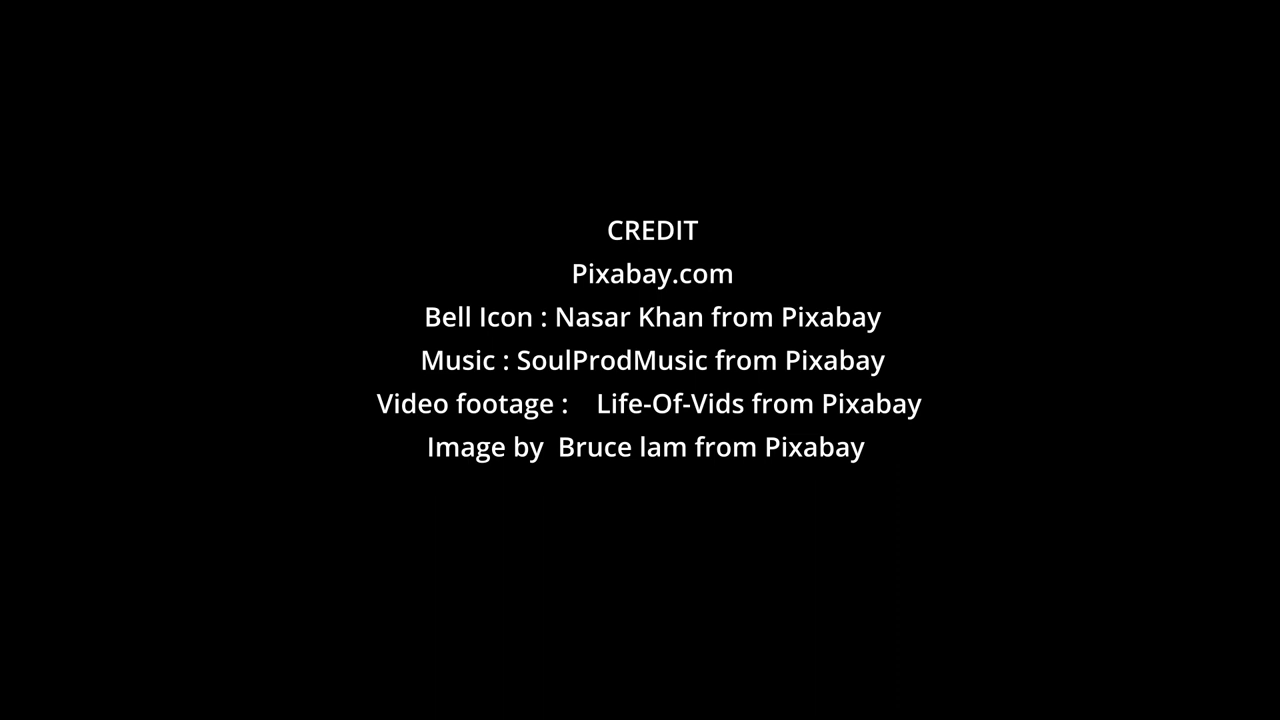 CREDIT
Pixabay.com
Bell Icon : Nasar Khan from Pixabay
Music : SoulProdMusic from Pixabay
Video footage :    Life-Of-Vids from Pixabay
Image by  Bruce lam from Pixabay